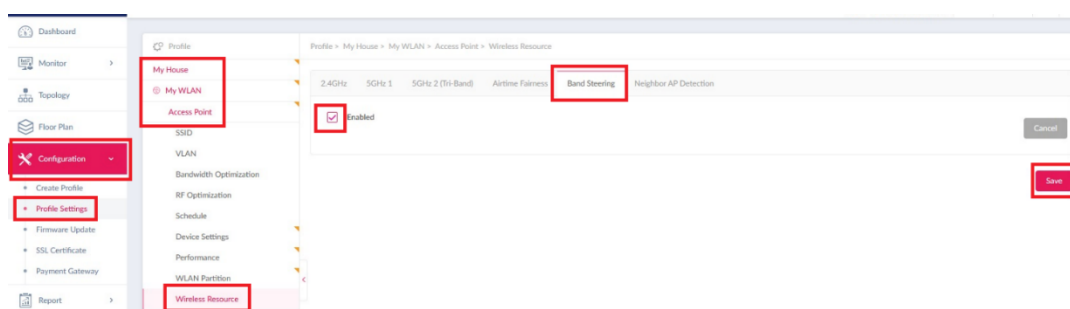 Dashboard
Monitor
Topology
Floor Plan
Configuration
Create Profile
Profile Settings
Firmware Update
SSL Certificate
Payment Gateway
Report
Profile
My House
My WLAN
Access Point
SSID
VLAN
Bandwidth Optimization
RF Optimization
Schedule
Device Settings
Performance
WLAN Partition
Wireless Resource
Profile > My House > My WLAN > Access Point > Wireless Resource
2.4GHz 5GHz 1 5GHz 2 (Tri-Band) Airtime Fairness Band Steering Neighbor AP Detection
Enabled
Cancel
Save